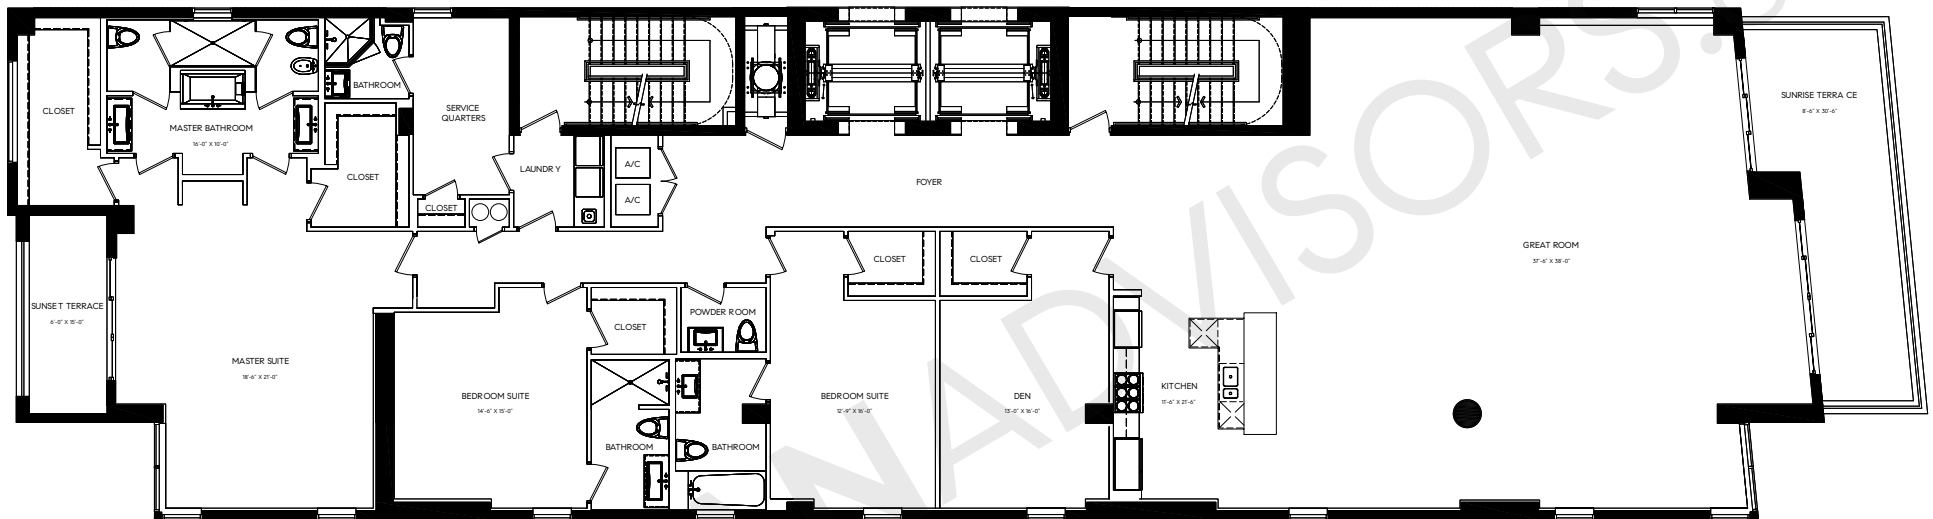 CLOSET
MASTER BATHROOM
16'-0" X 10'-0"
BATHROOM
SERVICE
QUARTERS
CLOSET
CLOSET
LAUNDRY
A/C
A/C
FOYER
SUNRISE TERRA CE
8'-6" X 30'-6"
GREAT ROOM
37'-6" X 38'-0"
SUNSET TERRACE
6'-0" X 15'-0"
MASTER SUITE
18'-6" X 21'-0"
CLOSET
CLOSET
CLOSET
POWDER ROOM
BEDROOM SUITE
14'-6" X 15'-0"
BATHROOM
BATHROOM
BEDROOM SUITE
12'-9" X 16'-0"
DEN
13'-0" X 16'-0"
KITCHEN
11'-6" X 21'-6"
NADVISORS.